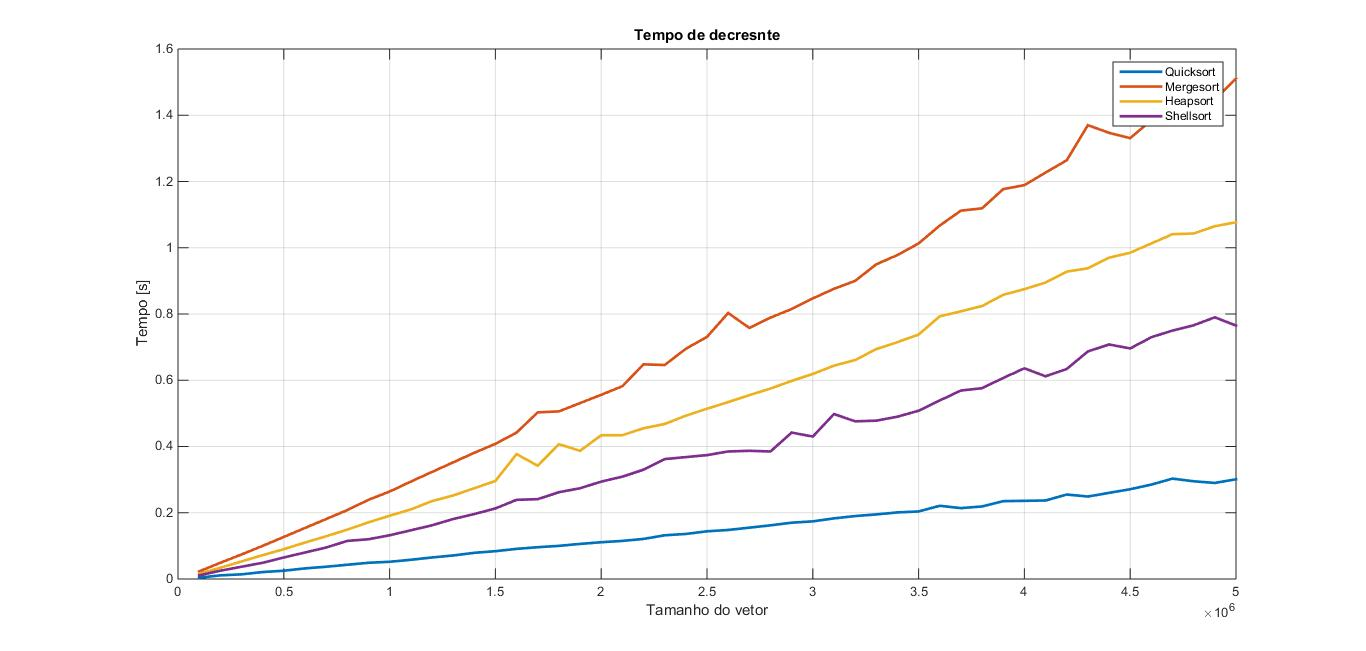 Tempo de decresnte
1.6
1.4
1.2
1
0.8
0.6
0.4
0.2
0
Tempo [s]
Quicksort
Mergesort
Heapsort
Shellsort
0 0.5 1 1.5 2 2.5 3 3.5 4 4.5 5
Tamanho do vetor
×10⁶